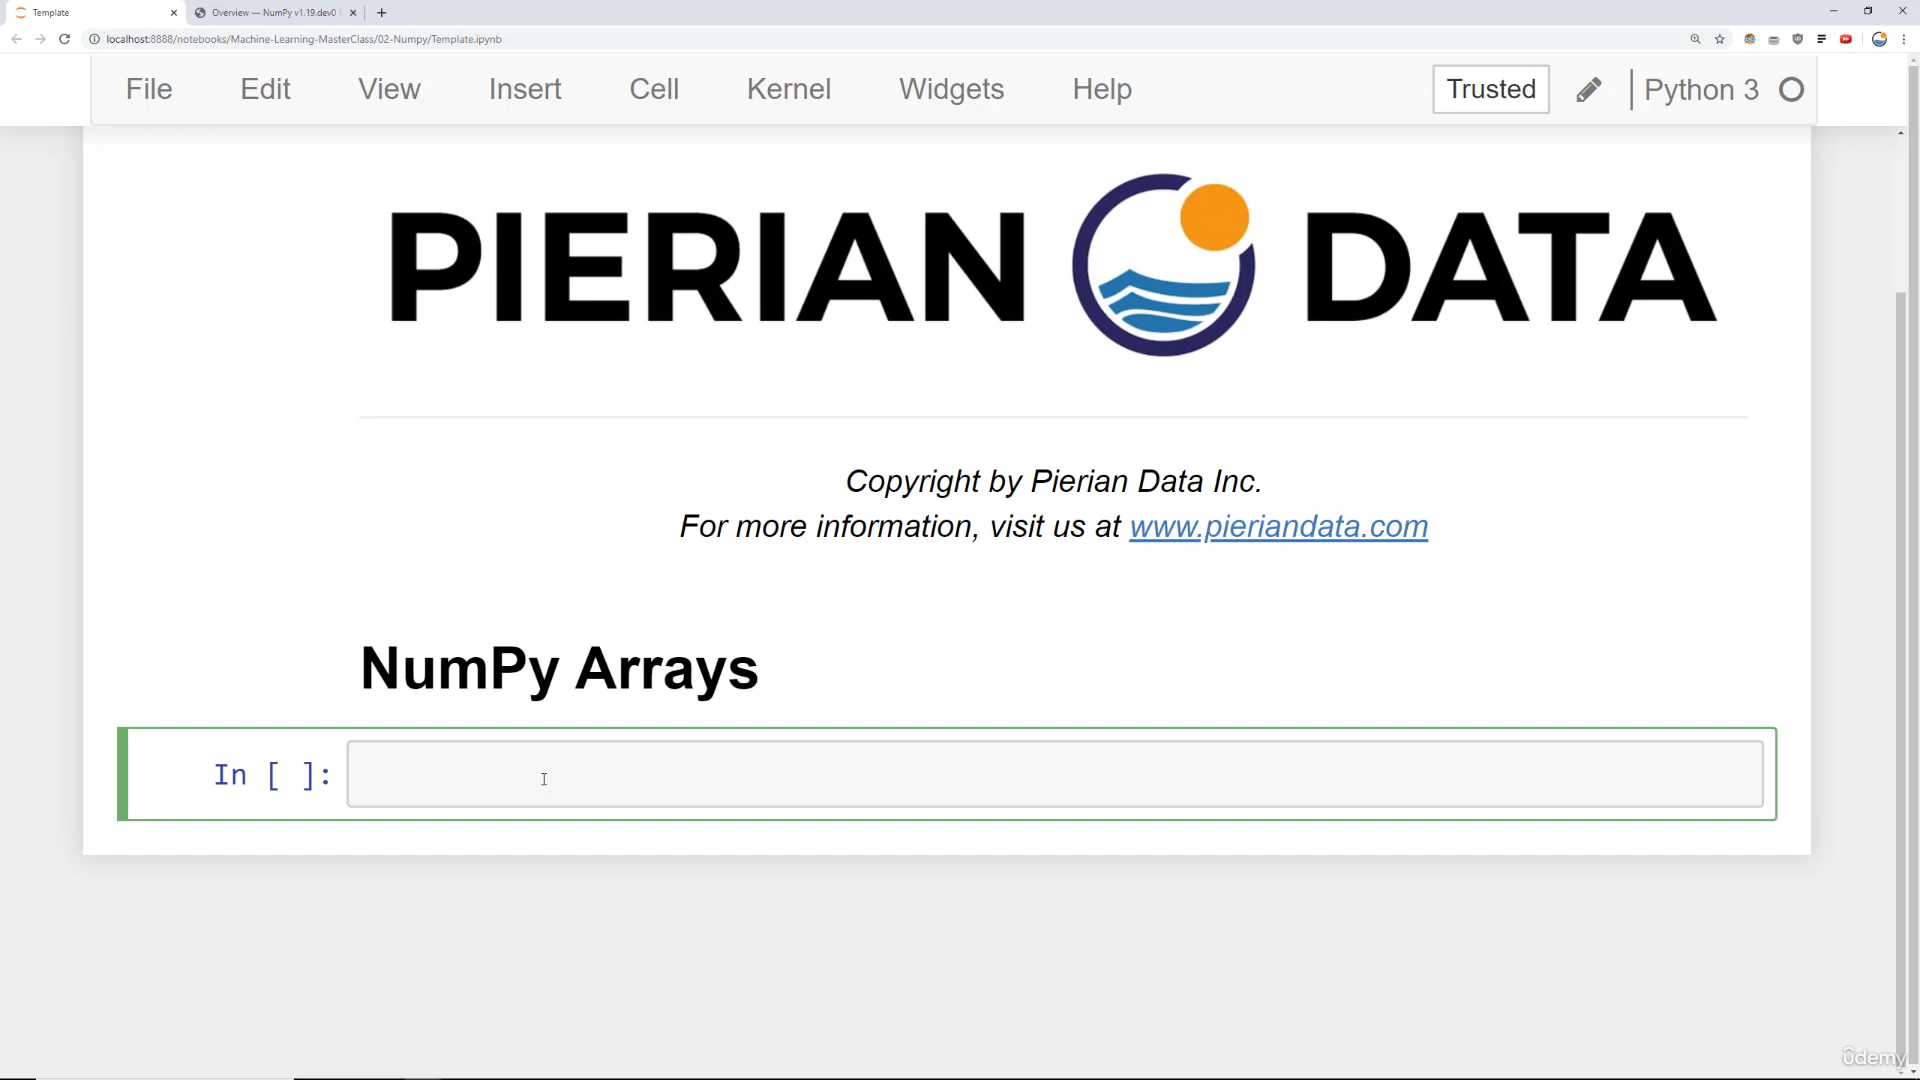 Template
Overview — NumPy v1.19.dev0
localhost:8888/notebooks/Machine-Learning-MasterClass/02-Numpy/Template.ipynb
File Edit View Insert Cell Kernel Widgets Help Trusted Python 3
PIERIAN DATA
Copyright by Pierian Data Inc.
For more information, visit us at www.pieriandata.com
NumPy Arrays
In [ ]:
ûdemy